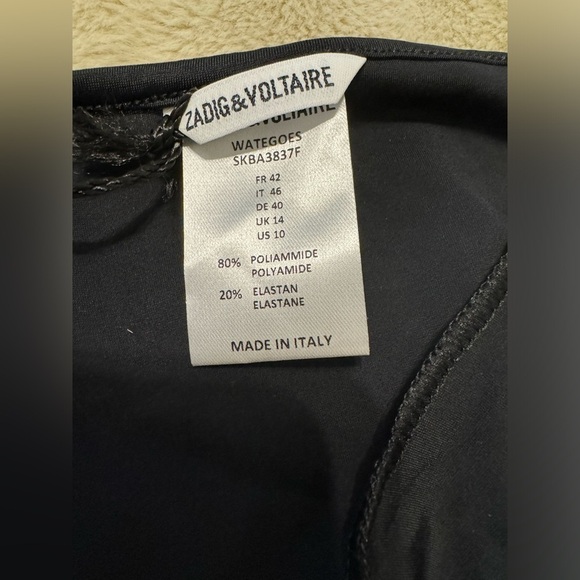 ZADIG&VOLTAIRE
VOLTAIRE
WATEGOES
SKBA3837F
FR 42
IT 46
DE 40
UK 14
US 10
80% POLIAMMIDE
POLYAMIDE
20% ELASTAN
ELASTANE
MADE IN ITALY